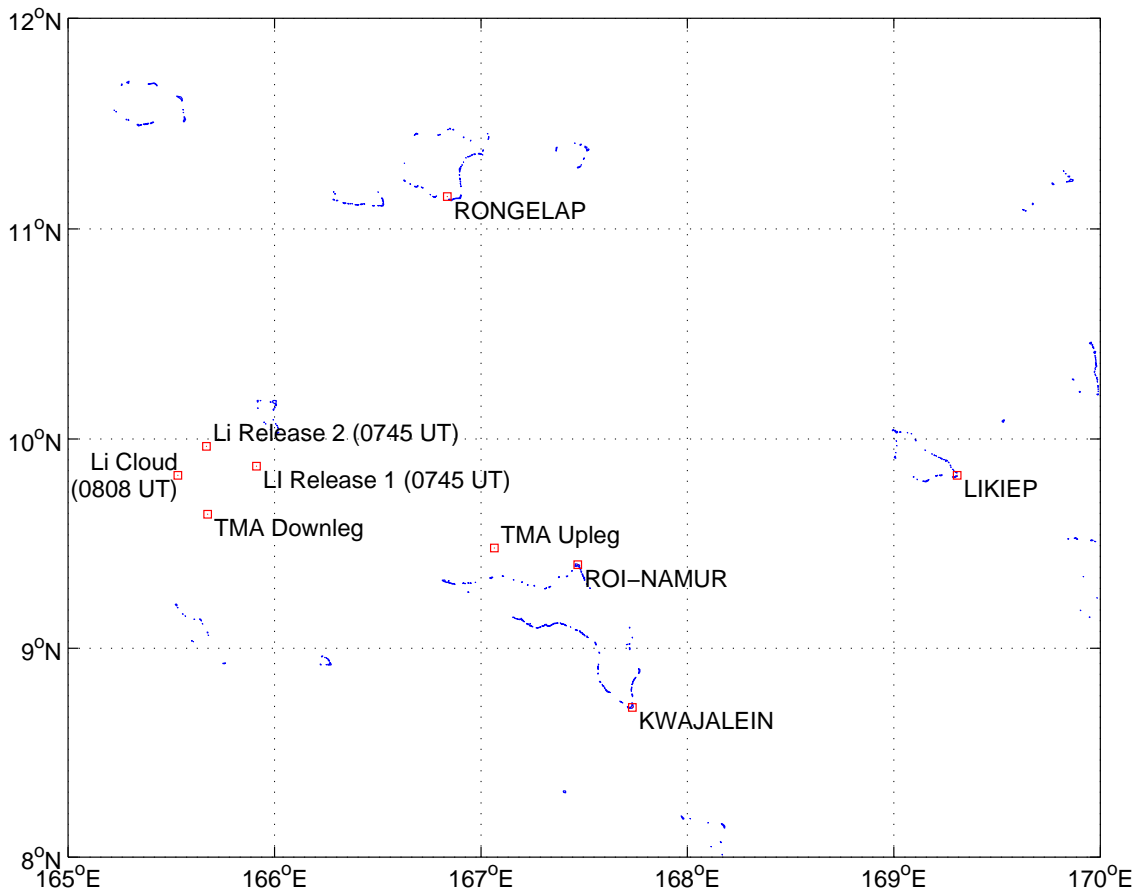 12°N
RONGELAP
11°N
10°N
Li Release 2 (0745 UT)
Li Cloud
(0808 UT)
LI Release 1 (0745 UT)
LIKIEP
TMA Downleg
TMA Upleg
ROI−NAMUR
9°N
KWAJALEIN
8°N
165°E 166°E 167°E 168°E 169°E 170°E